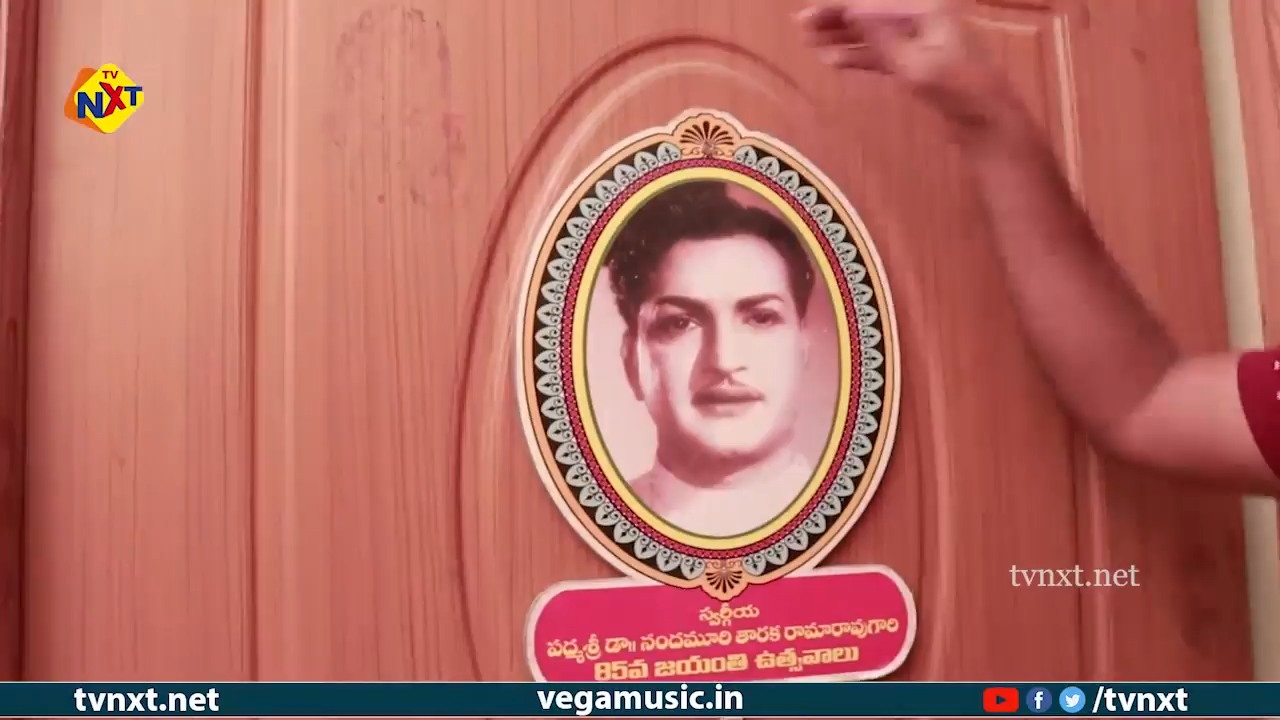 TV
NXT
tvnxt.net
స్వర్గీయ
పద్మశ్రీ డా॥ నందమూరి తారక రామారావుగారి
85వ జయంతి ఉత్సవాలు
tvnxt.net
vegamusic.in
/tvnxt